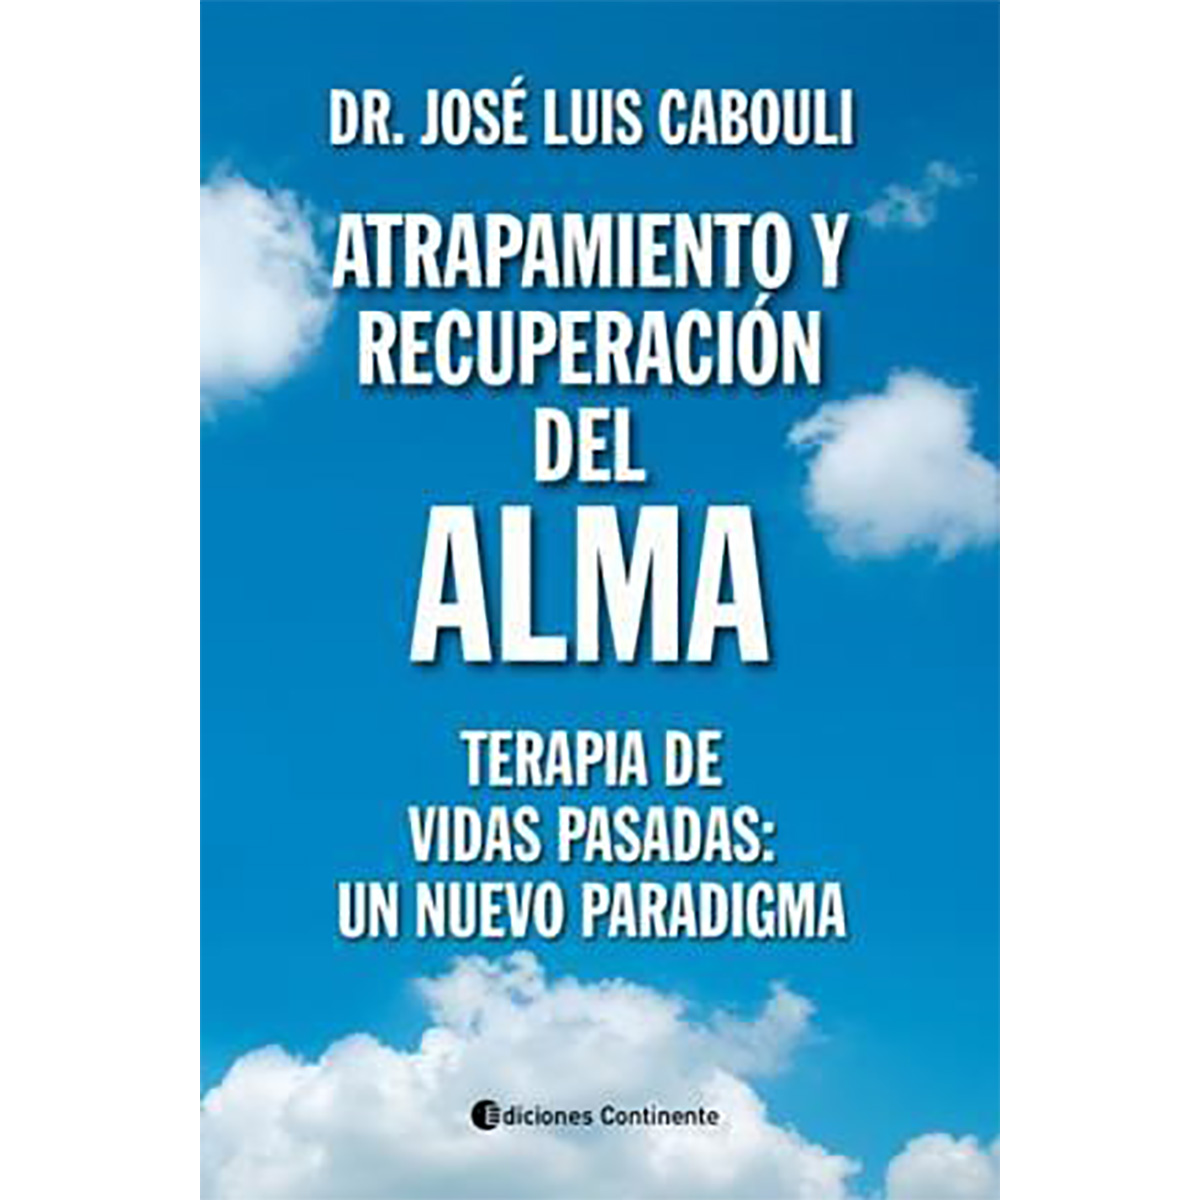 DR. JOSÉ LUIS CABOULI
ATRAPAMIENTO Y
RECUPERACIÓN
DEL
ALMA
TERAPIA DE
VIDAS PASADAS:
UN NUEVO PARADIGMA
Ediciones Continente